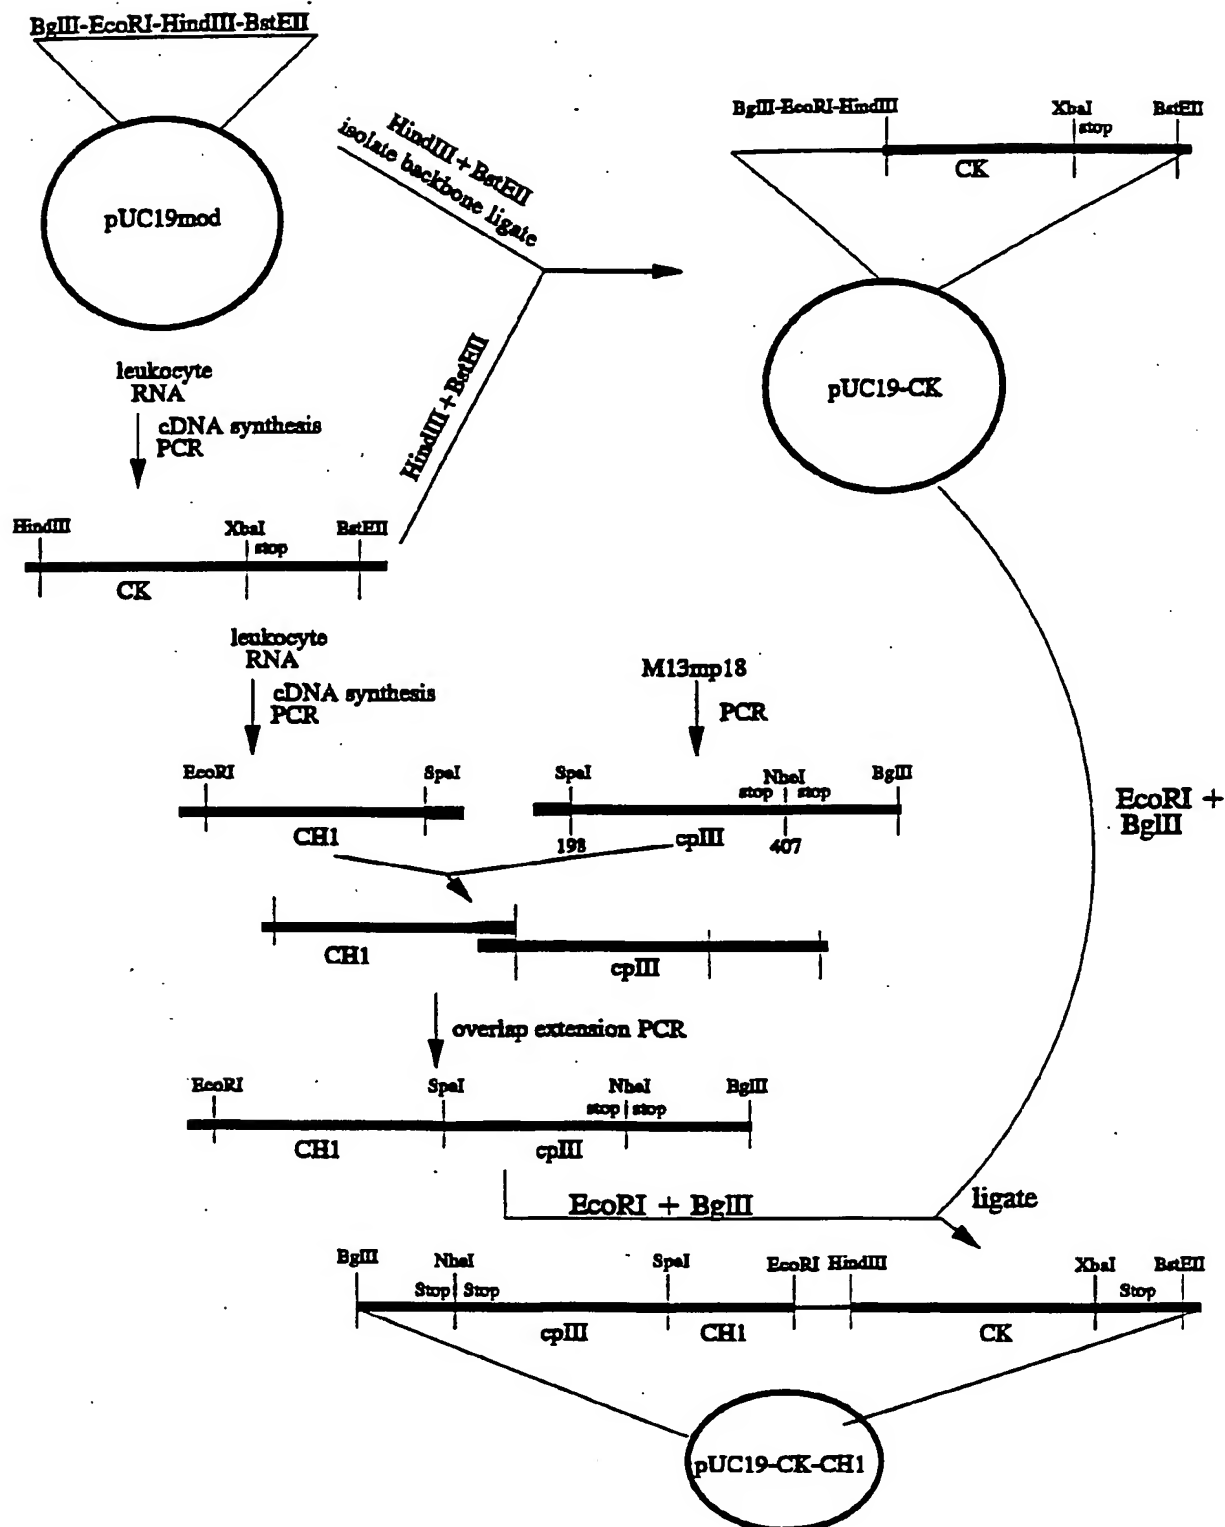 BglII-EcoRI-HindIII-BstEII
pUC19mod
HindIII+BstEII
isolate backbone ligate
BglII-EcoRI-HindIII
XbaI
BstEII
stop
CK
pUC19-CK
leukocyte
RNA
cDNA synthesis
PCR
HindIII+BstEII
HindIII
XbaI
BstEII
stop
CK
leukocyte
RNA
cDNA synthesis
PCR
M13mp18
PCR
EcoRI
SpeI
CH1
SpeI
NheI
BglII
stop
stop
198
cpIII
407
EcoRI +
BglII
CH1
cpIII
overlap extension PCR
EcoRI
SpeI
NheI
BglII
stop
stop
CH1
cpIII
EcoRI + BglII
ligate
BglII
NheI
SpeI
EcoRI
HindIII
XbaI
BstEII
Stop
Stop
Stop
cpIII
CH1
CK
pUC19-CK-CH1